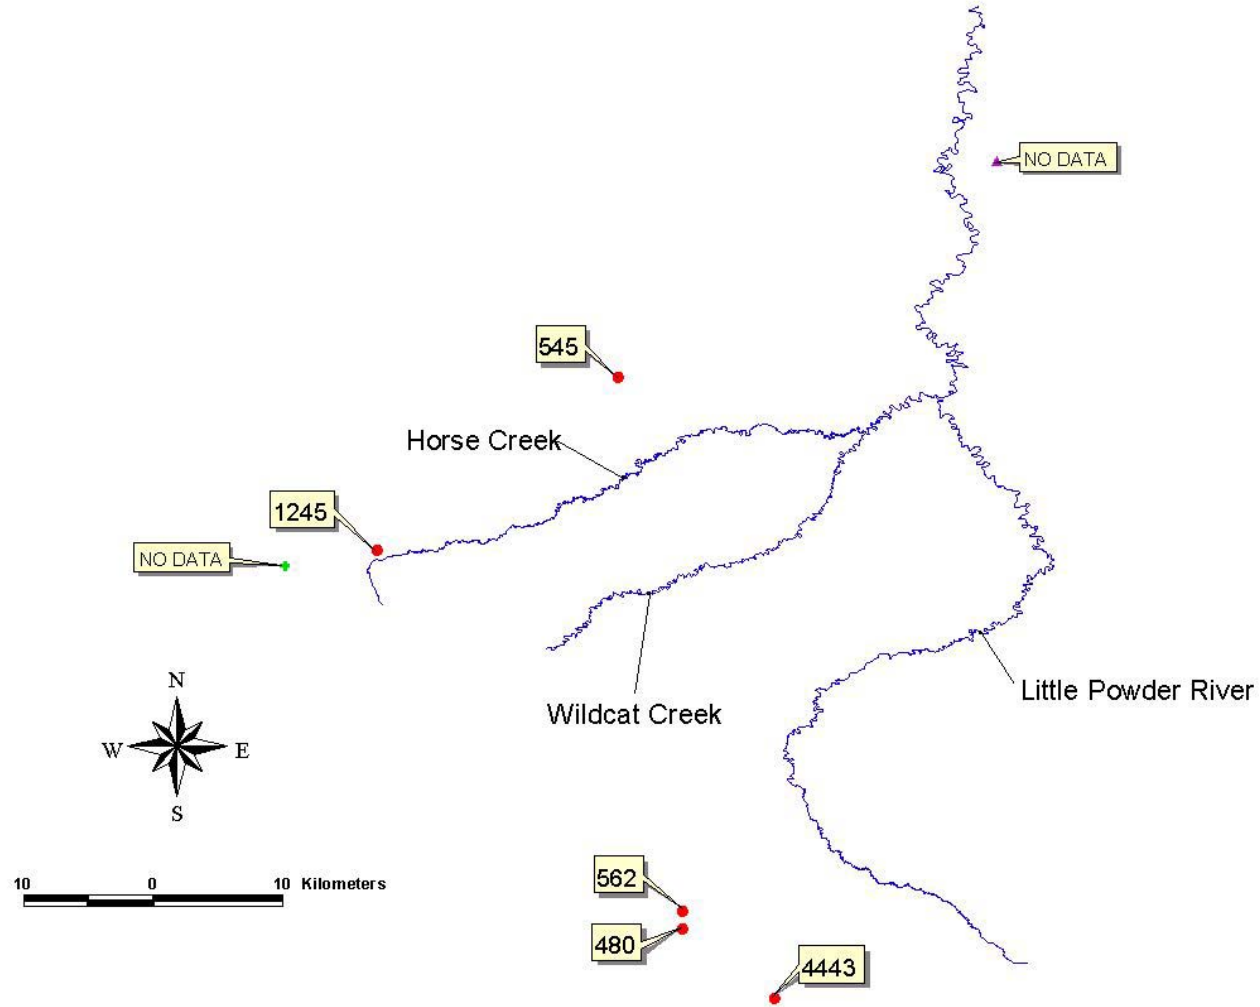 NO DATA
545
Horse Creek
1245
NO DATA
Little Powder River
Wildcat Creek
N
W E
S
10 0 10 Kilometers
562
480
4443